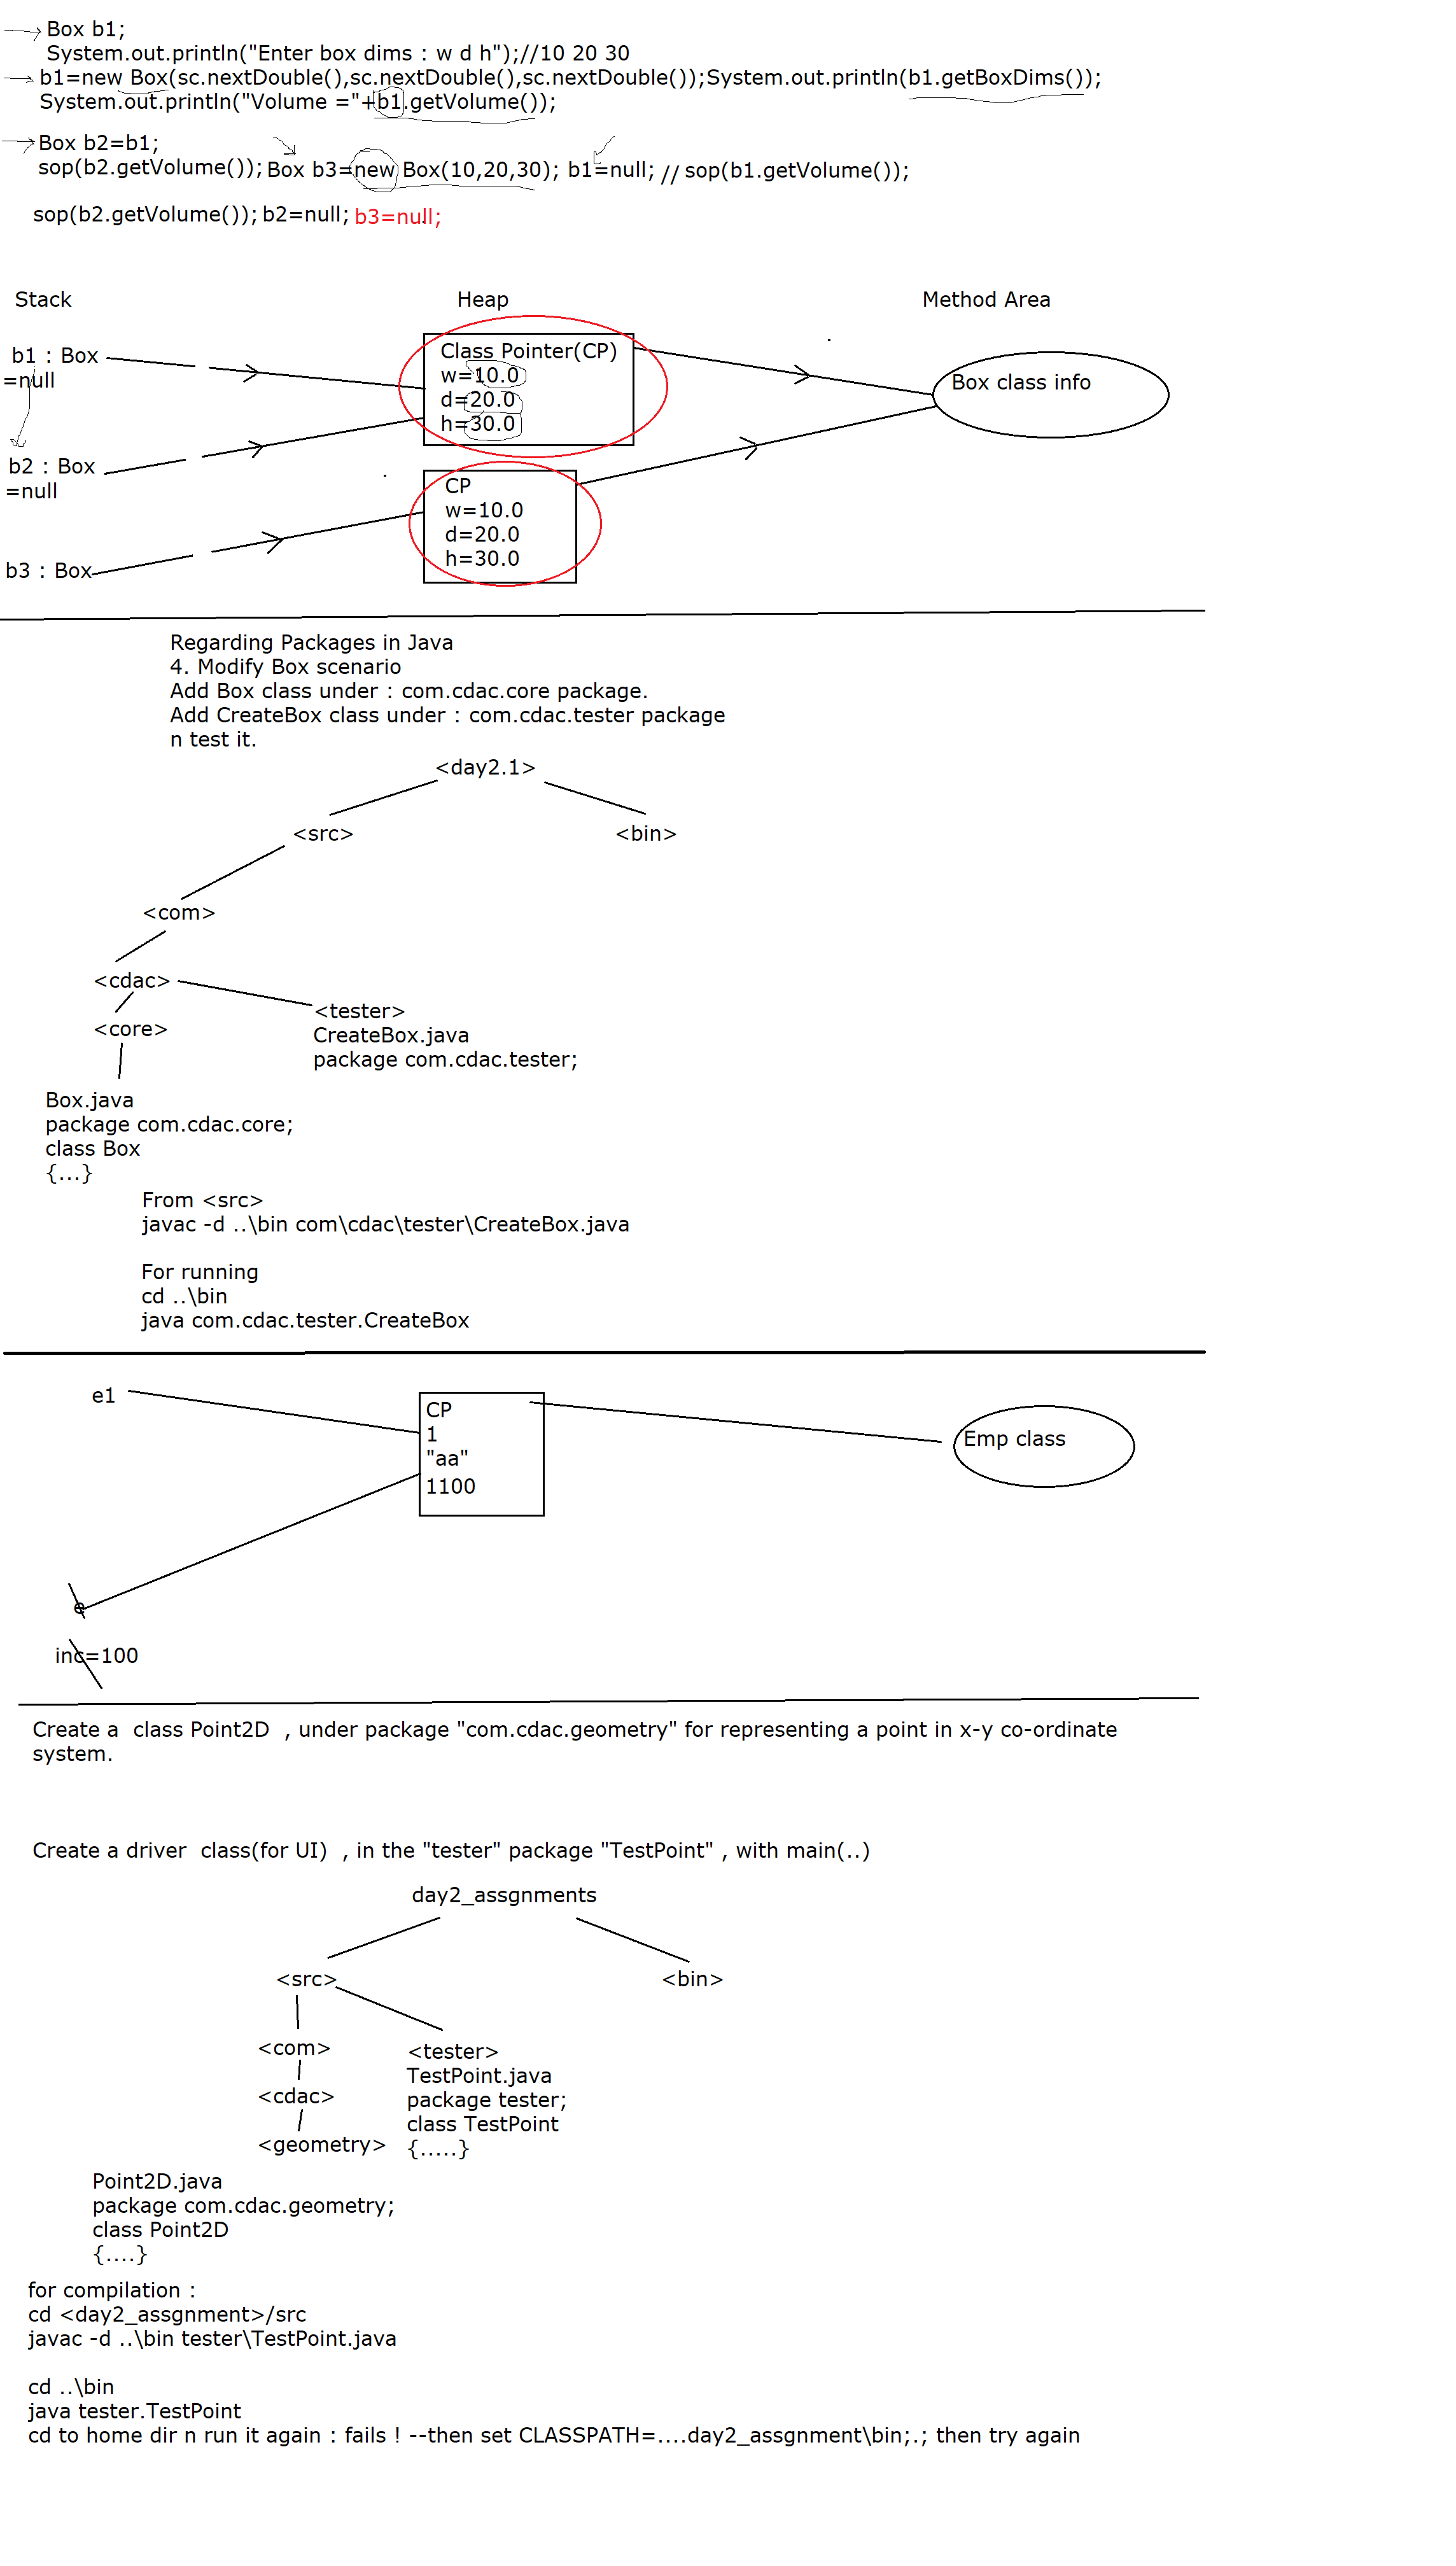 Box b1;
System.out.println("Enter box dims : w d h");//10 20 30
b1=new Box(sc.nextDouble(),sc.nextDouble(),sc.nextDouble());System.out.println(b1.getBoxDims());
System.out.println("Volume ="+b1.getVolume());
Box b2=b1;
sop(b2.getVolume()); Box b3=new Box(10,20,30); b1=null; // sop(b1.getVolume());
sop(b2.getVolume()); b2=null; b3=null;
Stack Heap Method Area
b1 : Box
=null
Class Pointer(CP)
w=10.0
d=20.0
h=30.0
Box class info
b2 : Box
=null
CP
w=10.0
d=20.0
h=30.0
b3 : Box
Regarding Packages in Java
4. Modify Box scenario
Add Box class under : com.cdac.core package.
Add CreateBox class under : com.cdac.tester package
n test it.
<day2.1>
<src> <bin>
<com>
<cdac>
<tester>
CreateBox.java
package com.cdac.tester;
<core>
Box.java
package com.cdac.core;
class Box
{...}
From <src>
javac -d ..\bin com\cdac\tester\CreateBox.java
For running
cd ..\bin
java com.cdac.tester.CreateBox
e1
CP
1
"aa"
1100
Emp class
e
inc=100
Create a  class Point2D  , under package "com.cdac.geometry" for representing a point in x-y co-ordinate
system.
Create a driver  class(for UI)  , in the "tester" package "TestPoint" , with main(..)
day2_assgnments
<src> <bin>
<com>
<cdac>
<geometry>
<tester>
TestPoint.java
package tester;
class TestPoint
{.....}
Point2D.java
package com.cdac.geometry;
class Point2D
{....}
for compilation :
cd <day2_assgnment>/src
javac -d ..\bin tester\TestPoint.java
cd ..\bin
java tester.TestPoint
cd to home dir n run it again : fails ! --then set CLASSPATH=....day2_assgnment\bin;.; then try again